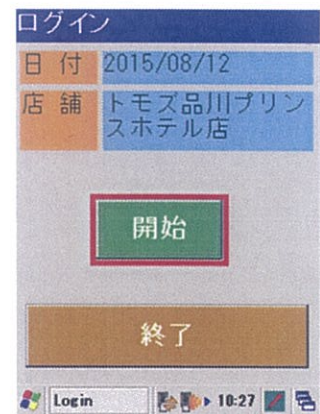 ログイン
日付 2015/08/12
店舗 トモズ品川プリン
スホテル店
開始
終了
Login 10:27